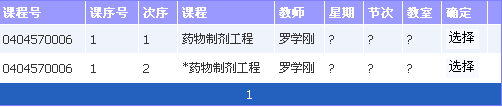 课程号 课序号 次序 课程 教师 星期 节次 教室 确定
0404570006 1 1 药物制剂工程 罗学刚 ? ? ? 选择
0404570006 1 2 *药物制剂工程 罗学刚 ? ? ? 选择
1